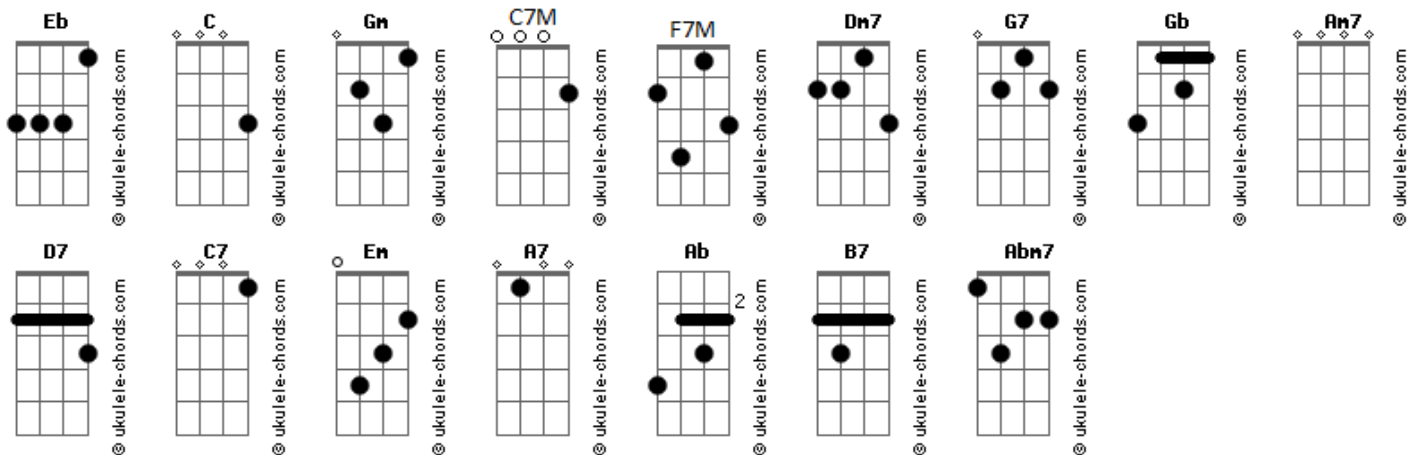 Eb C Gm C7M F7M Dm7 G7 Gb Am7
© ukulele-chords.com © ukulele-chords.com © ukulele-chords.com © ukulele-chords.com © ukulele-chords.com © ukulele-chords.com © ukulele-chords.com © ukulele-chords.com © ukulele-chords.com
D7 C7 Em A7 Ab B7 Abm7
2
© ukulele-chords.com © ukulele-chords.com © ukulele-chords.com © ukulele-chords.com © ukulele-chords.com © ukulele-chords.com © ukulele-chords.com